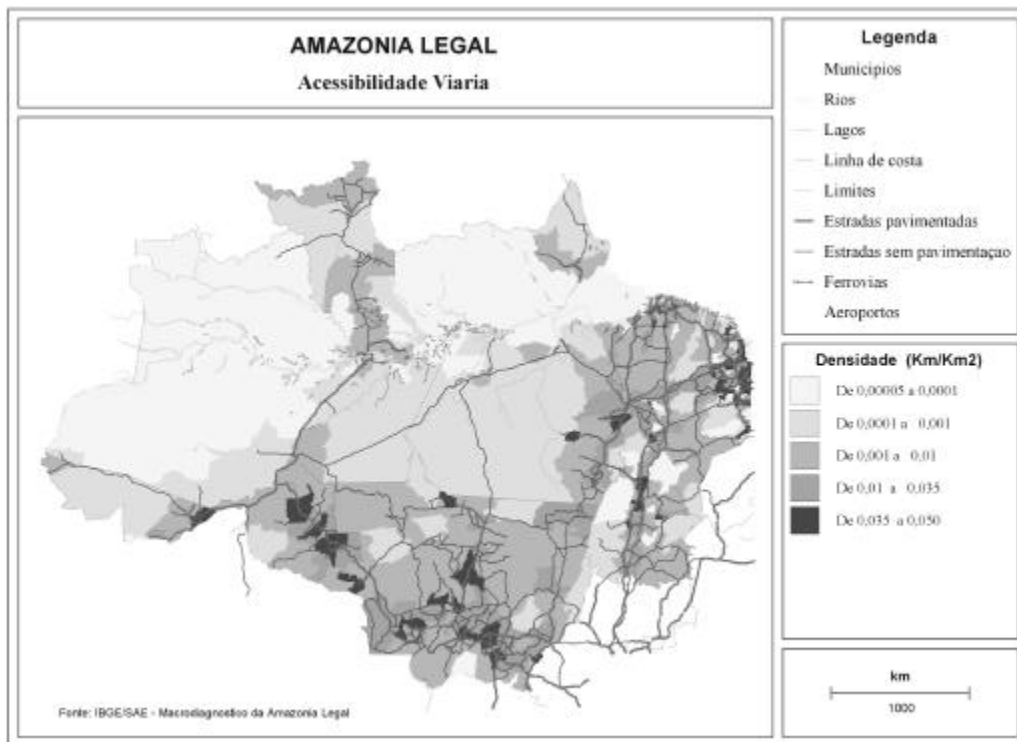 AMAZONIA LEGAL
Acessibilidade Viaria
Legenda
Municipios
Rios
Lagos
Linha de costa
Limites
Estradas pavimentadas
Estradas sem pavimentaçao
Ferrovias
Aeroportos
Densidade (Km/Km2)
De 0,00005 a 0,0001
De 0,0001 a 0,001
De 0,001 a 0,01
De 0,01 a 0,035
De 0,035 a 0,050
km
1000
Fonte: IBGE/SAE - Macrodiagnostico da Amazonia Legal